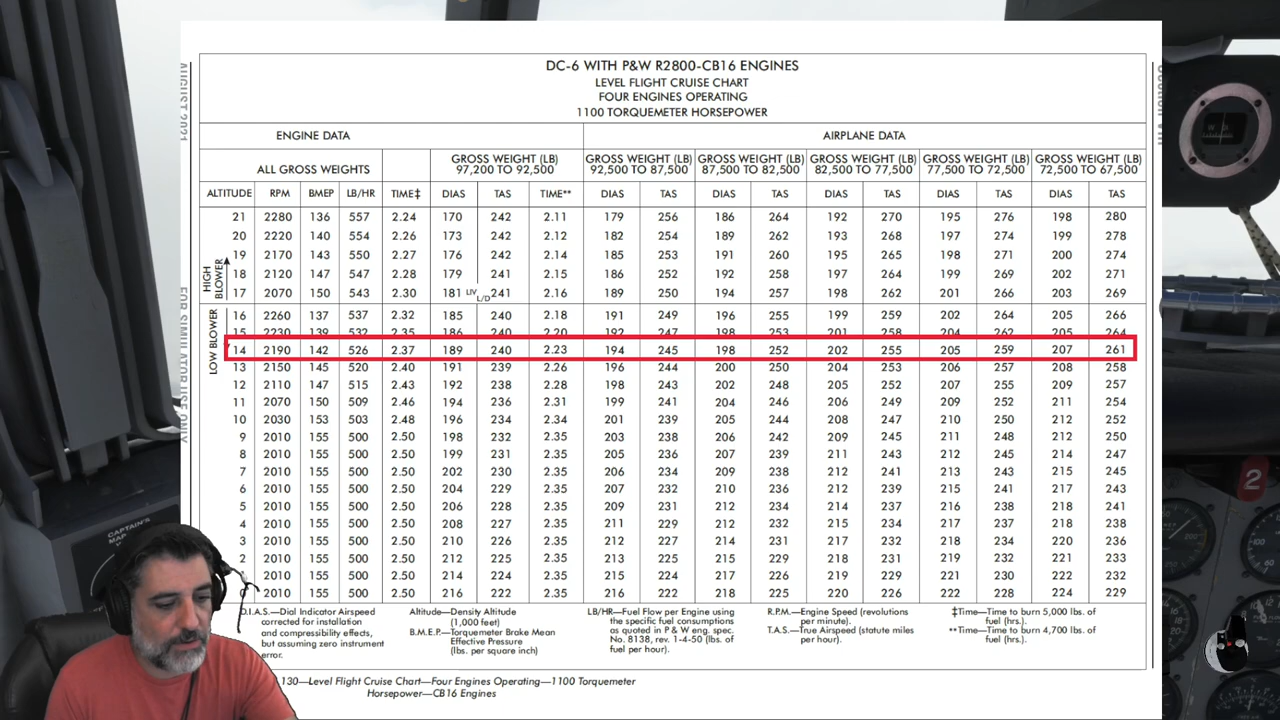 DC-6 WITH P&W R2800-CB16 ENGINES
LEVEL FLIGHT CRUISE CHART
FOUR ENGINES OPERATING
1100 TORQUEMETER HORSEPOWER
ENGINE DATA AIRPLANE DATA
ALL GROSS WEIGHTS GROSS WEIGHT (LB) 97,200 TO 92,500 GROSS WEIGHT (LB) 92,500 TO 87,500 GROSS WEIGHT (LB) 87,500 TO 82,500 GROSS WEIGHT (LB) 82,500 TO 77,500 GROSS WEIGHT (LB) 77,500 TO 72,500 GROSS WEIGHT (LB) 72,500 TO 67,500
ALTITUDE RPM BMEP LB/HR TIME‡ DIAS TAS TIME** DIAS TAS DIAS TAS DIAS TAS DIAS TAS DIAS TAS
HIGH BLOWER
21 2280 136 557 2.24 170 242 2.11 179 256 186 264 192 270 195 276 198 280
20 2220 140 554 2.26 173 242 2.12 182 254 189 262 193 268 197 274 199 278
19 2170 143 550 2.27 176 242 2.14 185 253 191 260 195 265 198 271 200 274
18 2120 147 547 2.28 179 241 2.15 186 252 192 258 197 264 199 269 202 271
17 2070 150 543 2.30 181 LIV L/D 241 2.16 189 250 194 257 198 262 201 266 203 269
LOW BLOWER
16 2260 137 537 2.32 185 240 2.18 191 249 196 255 199 259 202 264 205 266
15 2230 139 532 2.35 186 240 2.20 192 247 198 253 201 258 204 262 205 264
14 2190 142 526 2.37 189 240 2.23 194 245 198 252 202 255 205 259 207 261
13 2150 145 520 2.40 191 239 2.26 196 244 200 250 204 253 206 257 208 258
12 2110 147 515 2.43 192 238 2.28 198 243 202 248 205 252 207 255 209 257
11 2070 150 509 2.46 194 236 2.31 199 241 204 246 206 249 209 252 211 254
10 2030 153 503 2.48 196 234 2.34 201 239 205 244 208 247 210 250 212 252
9 2010 155 500 2.50 198 232 2.35 203 238 206 242 209 245 211 248 212 250
8 2010 155 500 2.50 199 231 2.35 205 236 207 239 211 243 212 245 214 247
7 2010 155 500 2.50 202 230 2.35 206 234 209 238 212 241 213 243 215 245
6 2010 155 500 2.50 204 229 2.35 207 232 210 236 212 239 215 241 217 243
5 2010 155 500 2.50 206 228 2.35 209 231 212 234 214 237 216 238 218 241
4 2010 155 500 2.50 208 227 2.35 211 229 212 232 215 234 217 237 218 238
3 2010 155 500 2.50 210 226 2.35 212 227 214 231 217 232 218 234 220 236
2 2010 155 500 2.50 212 225 2.35 213 225 215 229 218 231 219 232 221 233
2010 155 500 2.50 214 224 2.35 215 224 217 226 219 229 221 230 222 232
2010 155 500 2.50 216 222 2.35 216 222 218 225 220 226 222 228 224 229
D.I.A.S.—Dial Indicator Airspeed
corrected for installation
and compressibility effects,
but assuming zero instrument
error.
Altitude—Density Altitude
(1,000 feet)
B.M.E.P.—Torquemeter Brake Mean
Effective Pressure
(lbs. per square inch)
LB/HR—Fuel Flow per Engine using
the specific fuel consumptions
as quoted in P & W eng. spec.
No. 8138, rev. 1-4-50 (lbs. of
fuel per hour).
R.P.M.—Engine Speed (revolutions
per minute).
T.A.S.—True Airspeed (statute miles
per hour).
‡Time—Time to burn 5,000 lbs. of
fuel (hrs.).
**Time—Time to burn 4,700 lbs. of
fuel (hrs.).
130—Level Flight Cruise Chart—Four Engines Operating—1100 Torquemeter
Horsepower—CB16 Engines
CAPTAIN'S
2